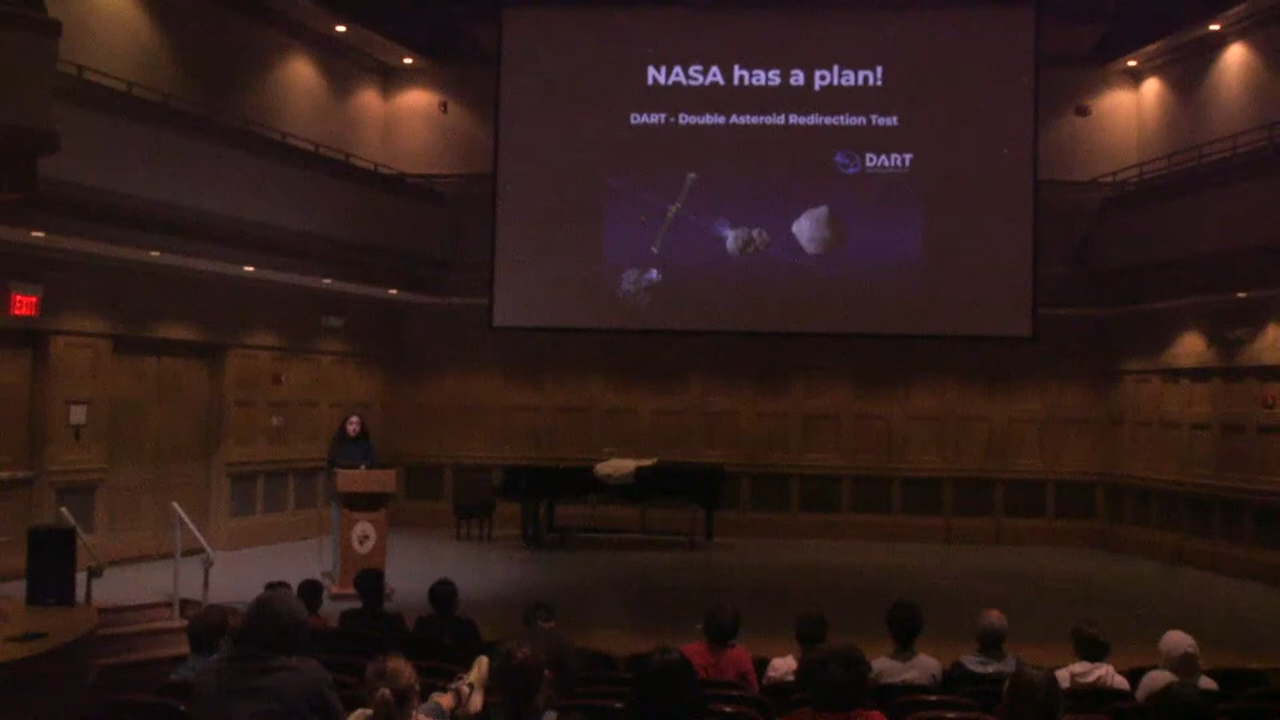 NASA has a plan!
DART - Double Asteroid Redirection Test
DART
EXIT